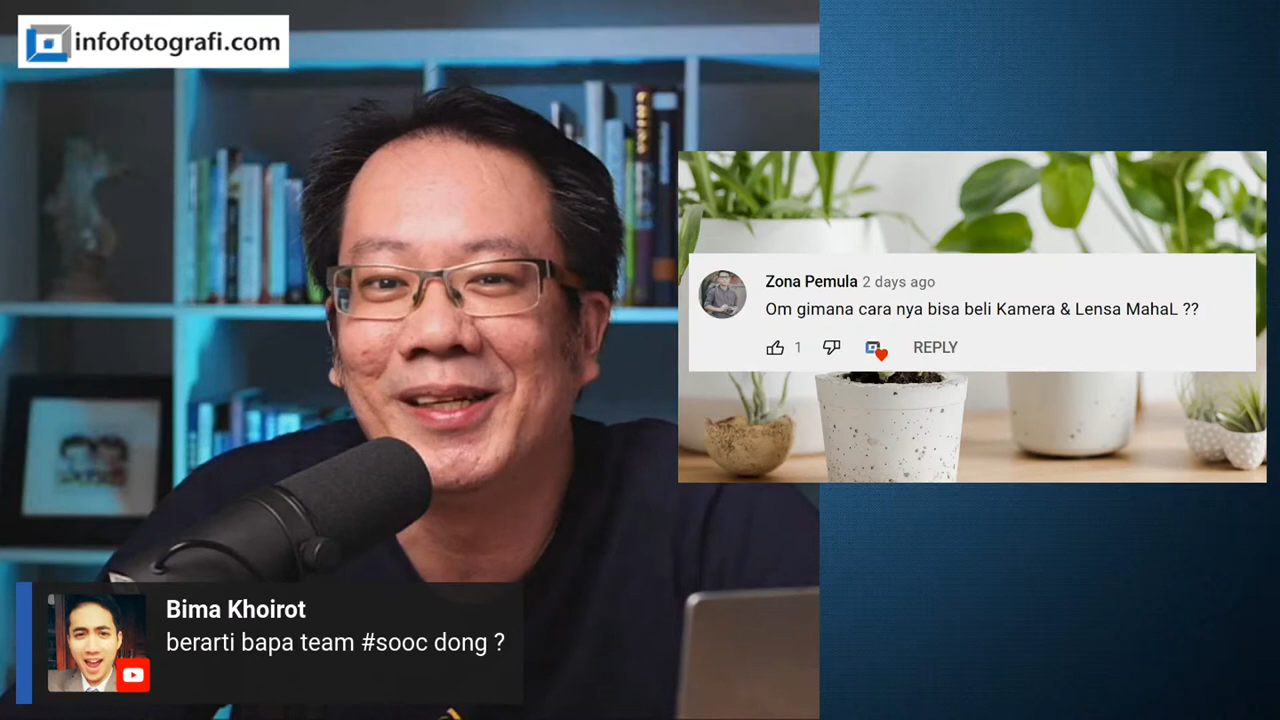 infofotografi.com
Zona Pemula 2 days ago
Om gimana cara nya bisa beli Kamera & Lensa MahaL ??
1
REPLY
Bima Khoirot
berarti bapa team #sooc dong ?